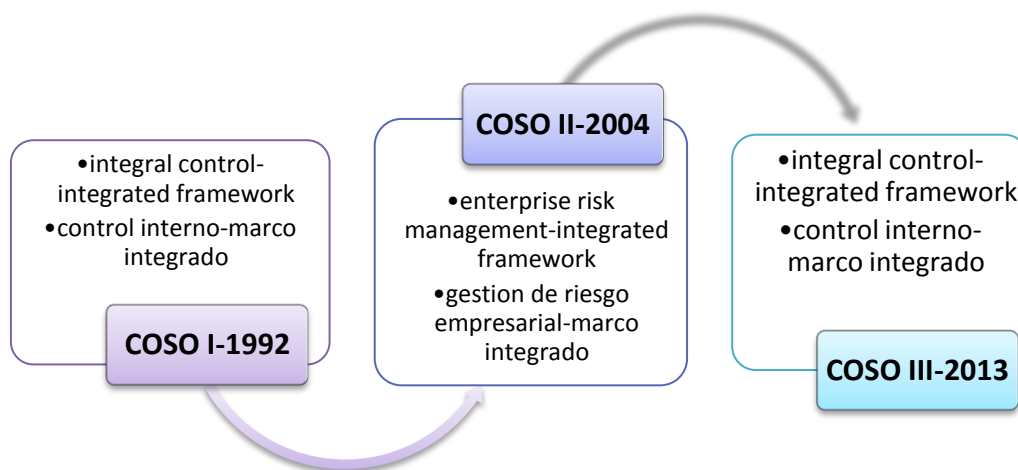 •integral control-
integrated framework
•control interno-marco
integrado
COSO I-1992
COSO II-2004
•enterprise risk
management-integrated
framework
•gestion de riesgo
empresarial-marco
integrado
•integral control-
integrated framework
•control interno-
marco integrado
COSO III-2013